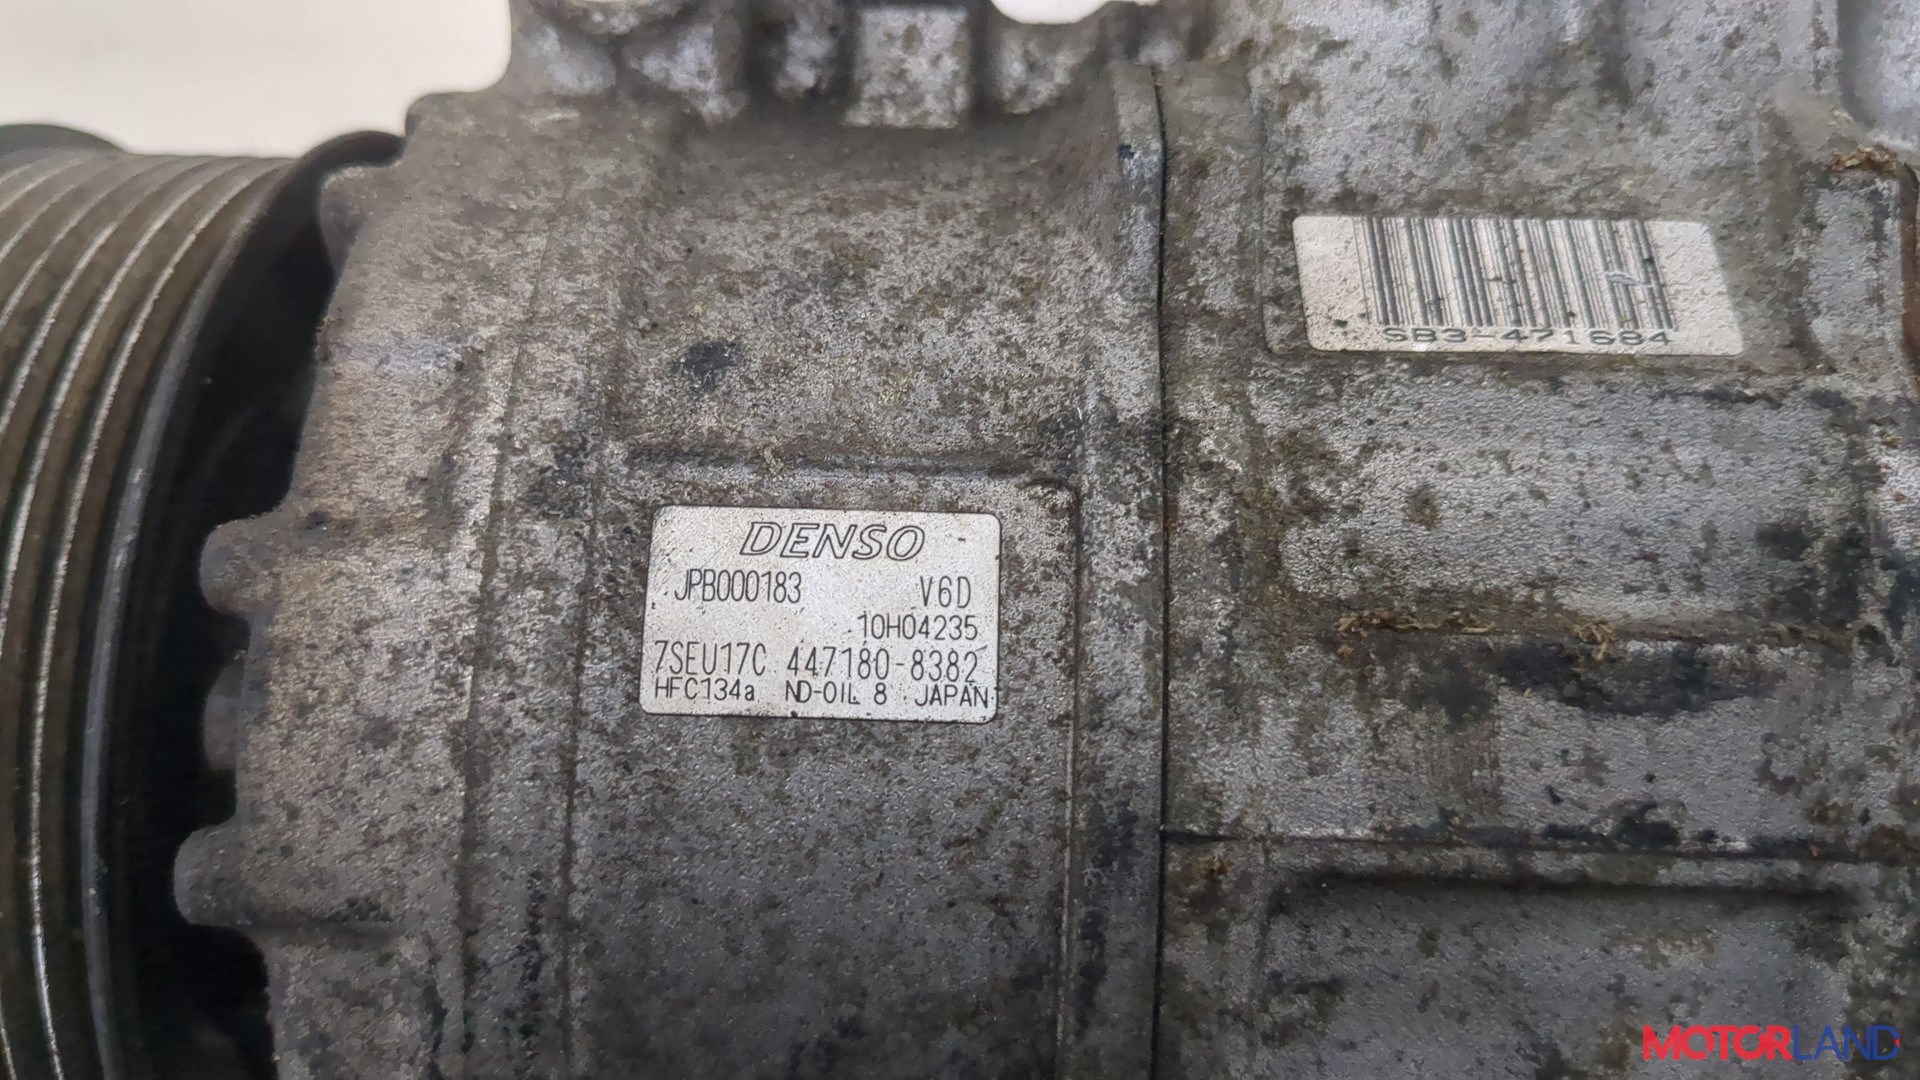 SB3-471684
DENSO
JPB000183 V6D
10H04235
7SEU17C 447180-8382
HFC134a ND-OIL 8 JAPAN
MOTORLAND